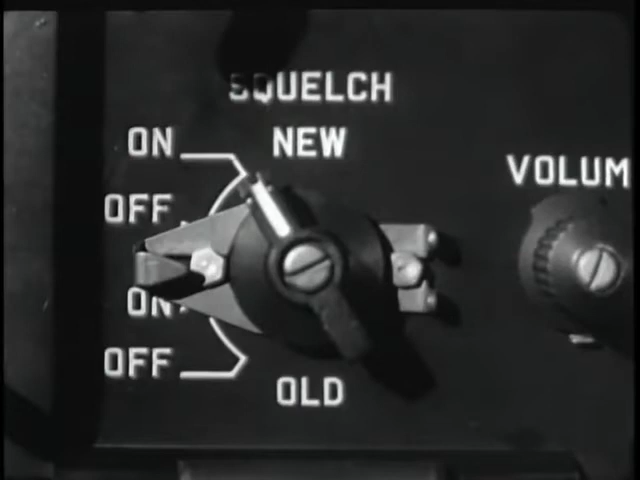 SQUELCH
ON NEW
VOLUM
OFF
ON
OFF
OLD